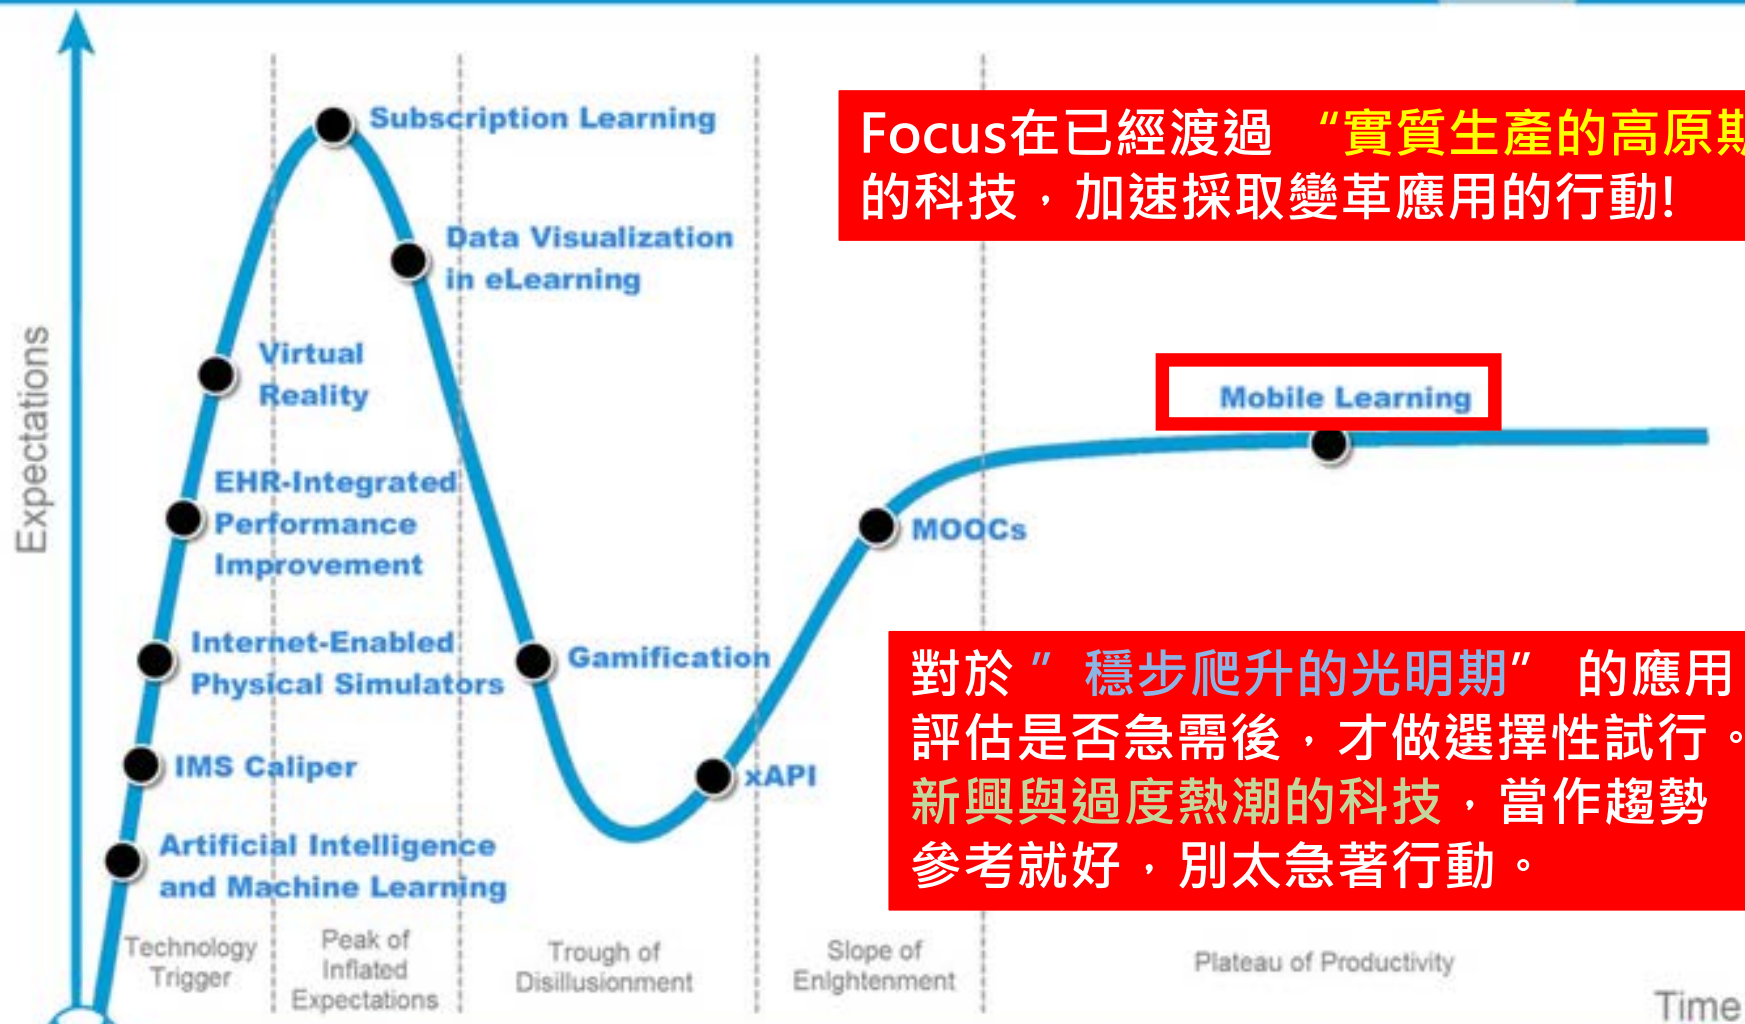 Subscription Learning
Focus在已經渡過 “實質生產的高原期
的科技，加速採取變革應用的行動!
Data Visualization
in eLearning
Virtual
Reality
Mobile Learning
Expectations
EHR-Integrated
Performance
Improvement
MOOCs
Internet-Enabled
Physical Simulators
Gamification
對於 ” 穩步爬升的光明期” 的應用
評估是否急需後，才做選擇性試行。
新興與過度熱潮的科技，當作趨勢
參考就好，別太急著行動。
IMS Caliper
xAPI
Artificial Intelligence
and Machine Learning
Technology
Trigger
Peak of
Inflated
Expectations
Trough of
Disillusionment
Slope of
Enlghtenment
Plateau of Productivity
Time